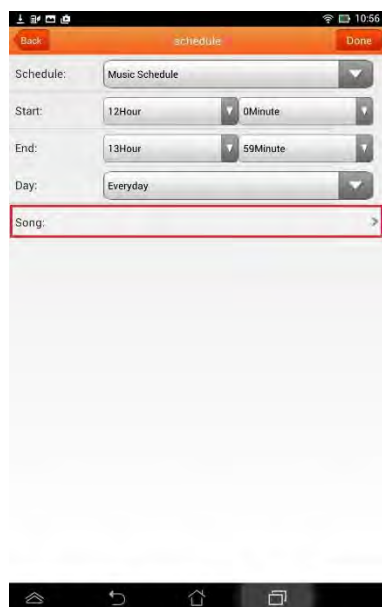 10:56
Back schedule Done
Schedule: Music Schedule
Start: 12Hour 0Minute
End: 13Hour 59Minute
Day: Everyday
Song: